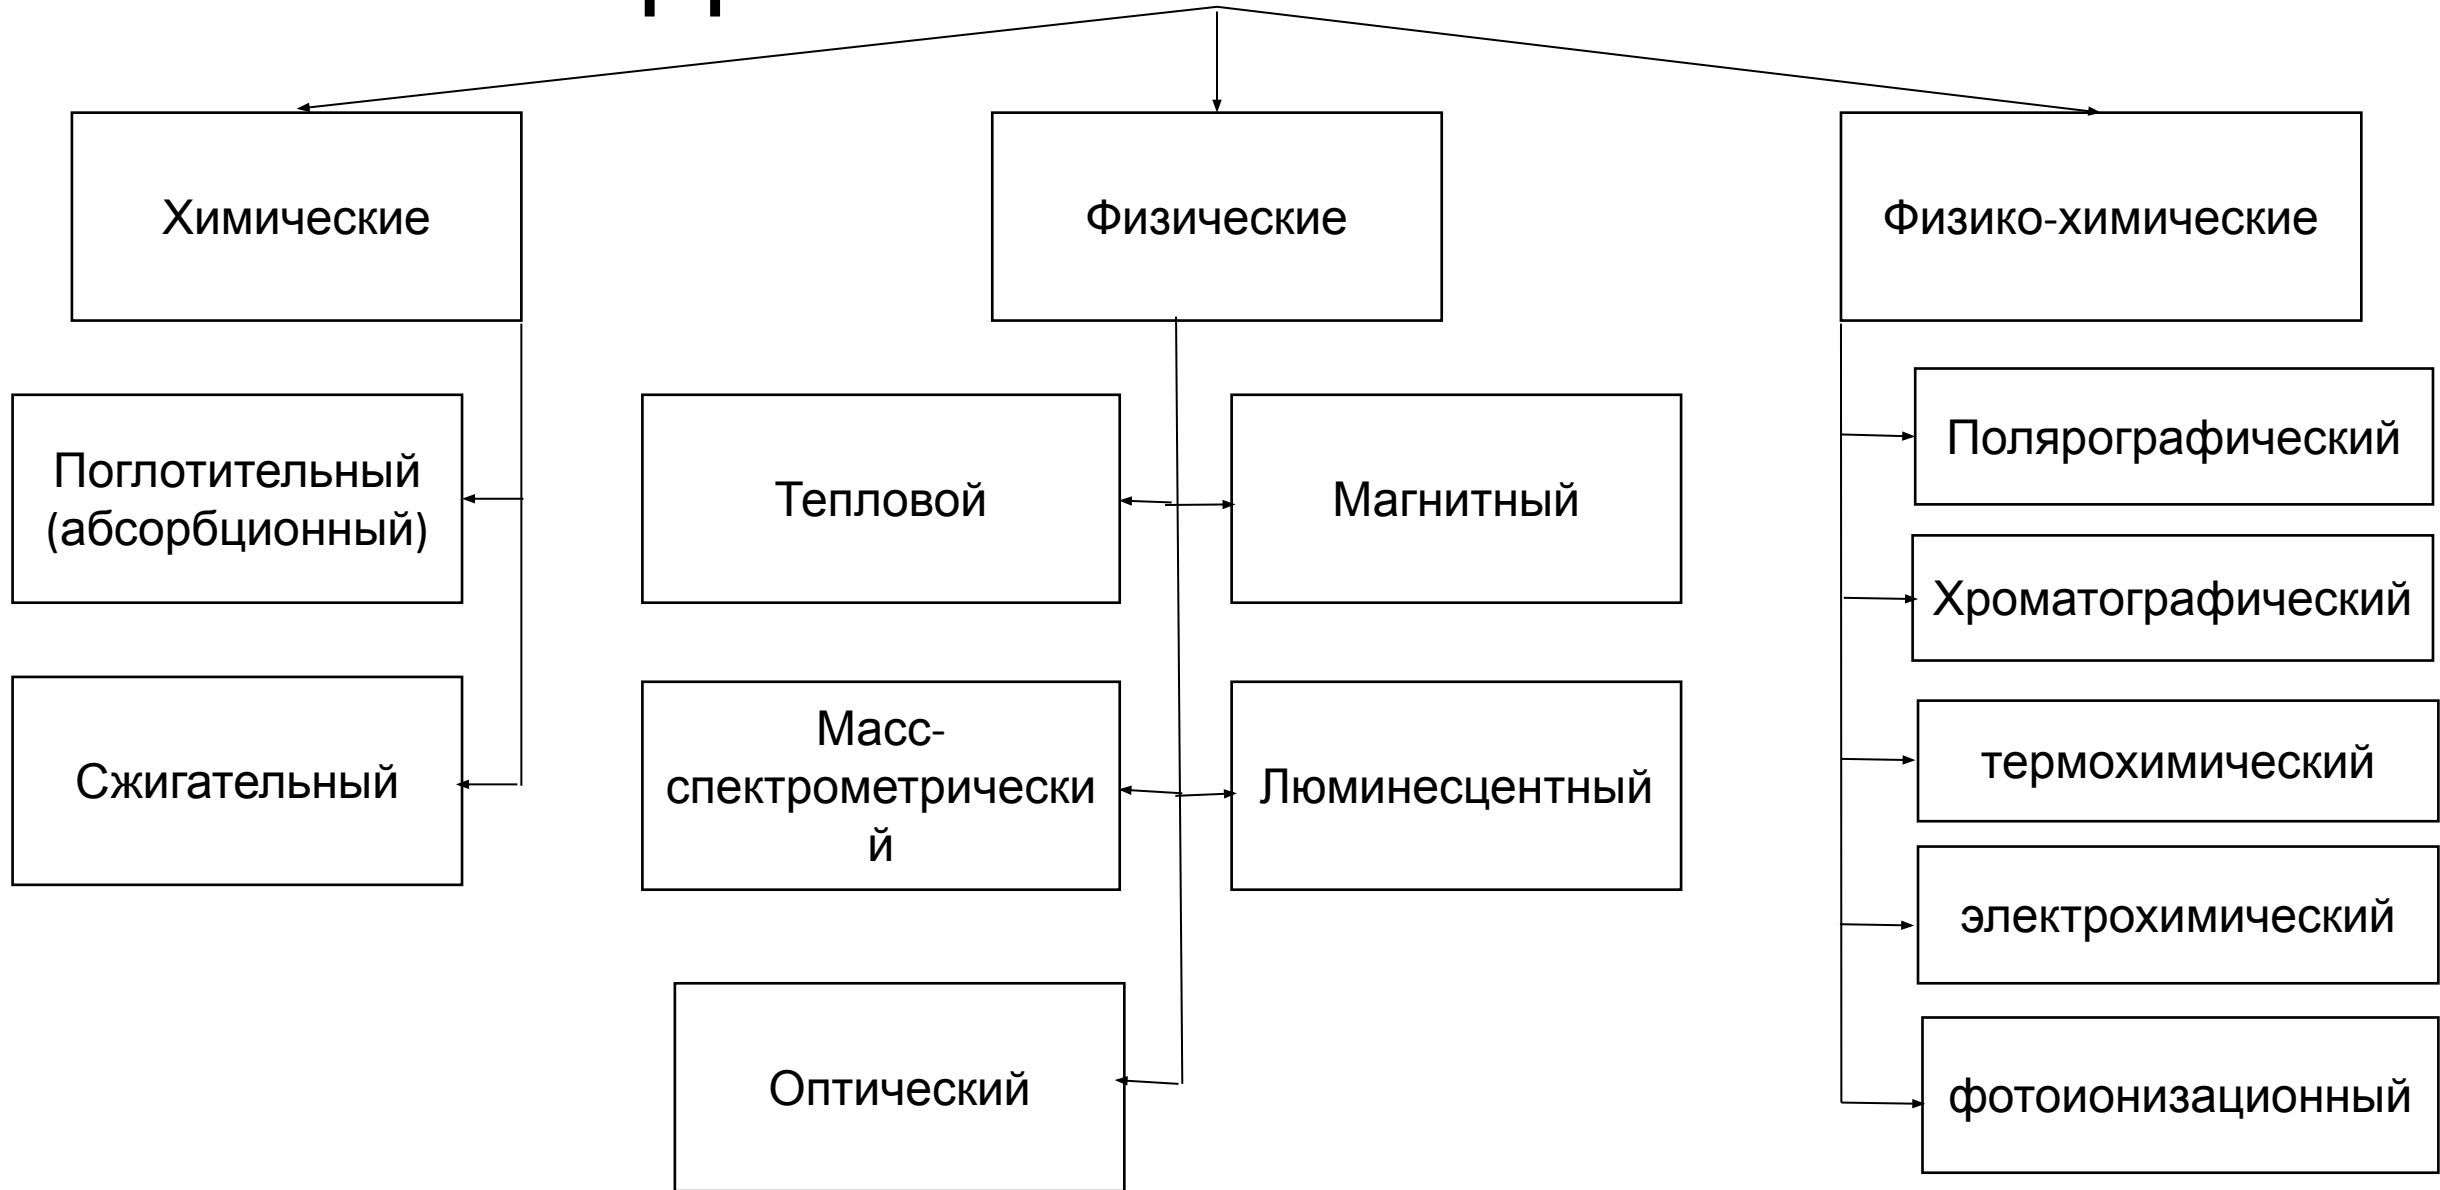 Химические
Физические
Физико-химические
Поглотительный
(абсорбционный)
Сжигательный
Тепловой
Магнитный
Масс-
спектрометрически
й
Люминесцентный
Оптический
Полярографический
Хроматографический
термохимический
электрохимический
фотоионизационный